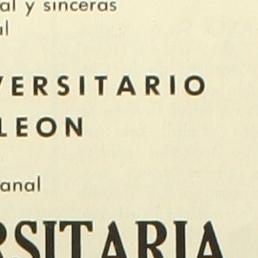 al y sinceras
al
VERSITARIO
LEON
anal
RSITARIA